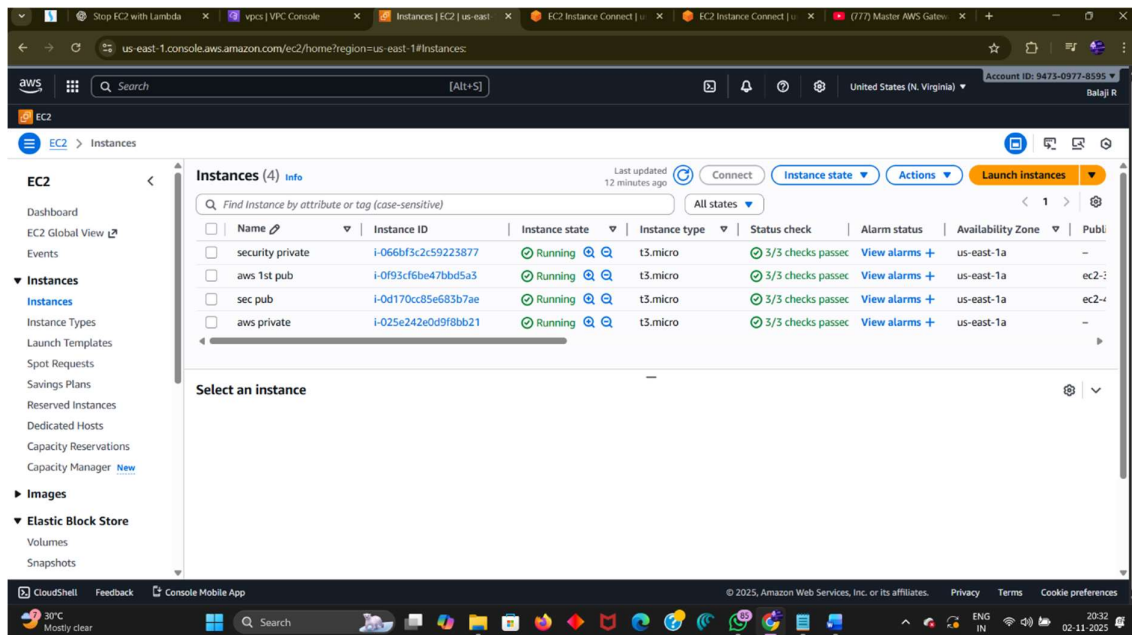 Stop EC2 with Lambda
vpcs | VPC Console
Instances | EC2 | us-east-
EC2 Instance Connect | u
EC2 Instance Connect | u
(777) Master AWS Gatew
us-east-1.console.aws.amazon.com/ec2/home?region=us-east-1#Instances:
aws
Search
[Alt+S]
United States (N. Virginia)
Account ID: 9473-0977-8595
Balaji R
EC2
EC2 > Instances
EC2
Dashboard
EC2 Global View
Events
Instances
Instances
Instance Types
Launch Templates
Spot Requests
Savings Plans
Reserved Instances
Dedicated Hosts
Capacity Reservations
Capacity Manager New
Images
Elastic Block Store
Volumes
Snapshots
Instances (4) Info
Last updated
12 minutes ago
Connect
Instance state
Actions
Launch instances
Find Instance by attribute or tag (case-sensitive)
All states
1
Name Instance ID Instance state Instance type Status check Alarm status Availability Zone Publi
security private i-066bf3c2c59223877 Running t3.micro 3/3 checks passec View alarms + us-east-1a –
aws 1st pub i-0f93cf6be47bbd5a3 Running t3.micro 3/3 checks passec View alarms + us-east-1a ec2-3
sec pub i-0d170cc85e683b7ae Running t3.micro 3/3 checks passec View alarms + us-east-1a ec2-4
aws private i-025e242e0d9f8bb21 Running t3.micro 3/3 checks passec View alarms + us-east-1a –
Select an instance
CloudShell Feedback Console Mobile App
© 2025, Amazon Web Services, Inc. or its affiliates. Privacy Terms Cookie preferences
7
30°C
Mostly clear
Search
85
ENG
IN
20:32
02-11-2025